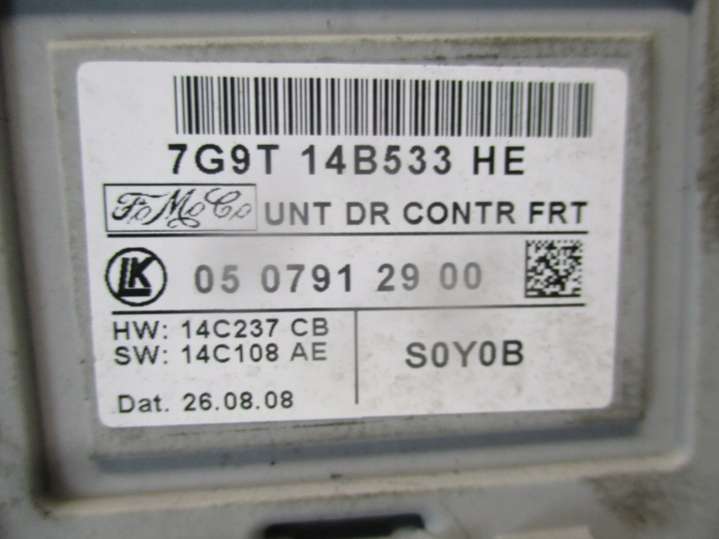 7G9T 14B533 HE
FoMoCo UNT DR CONTR FRT
LK 05 0791 29 00
HW: 14C237 CB
SW: 14C108 AE
S0Y0B
Dat. 26.08.08